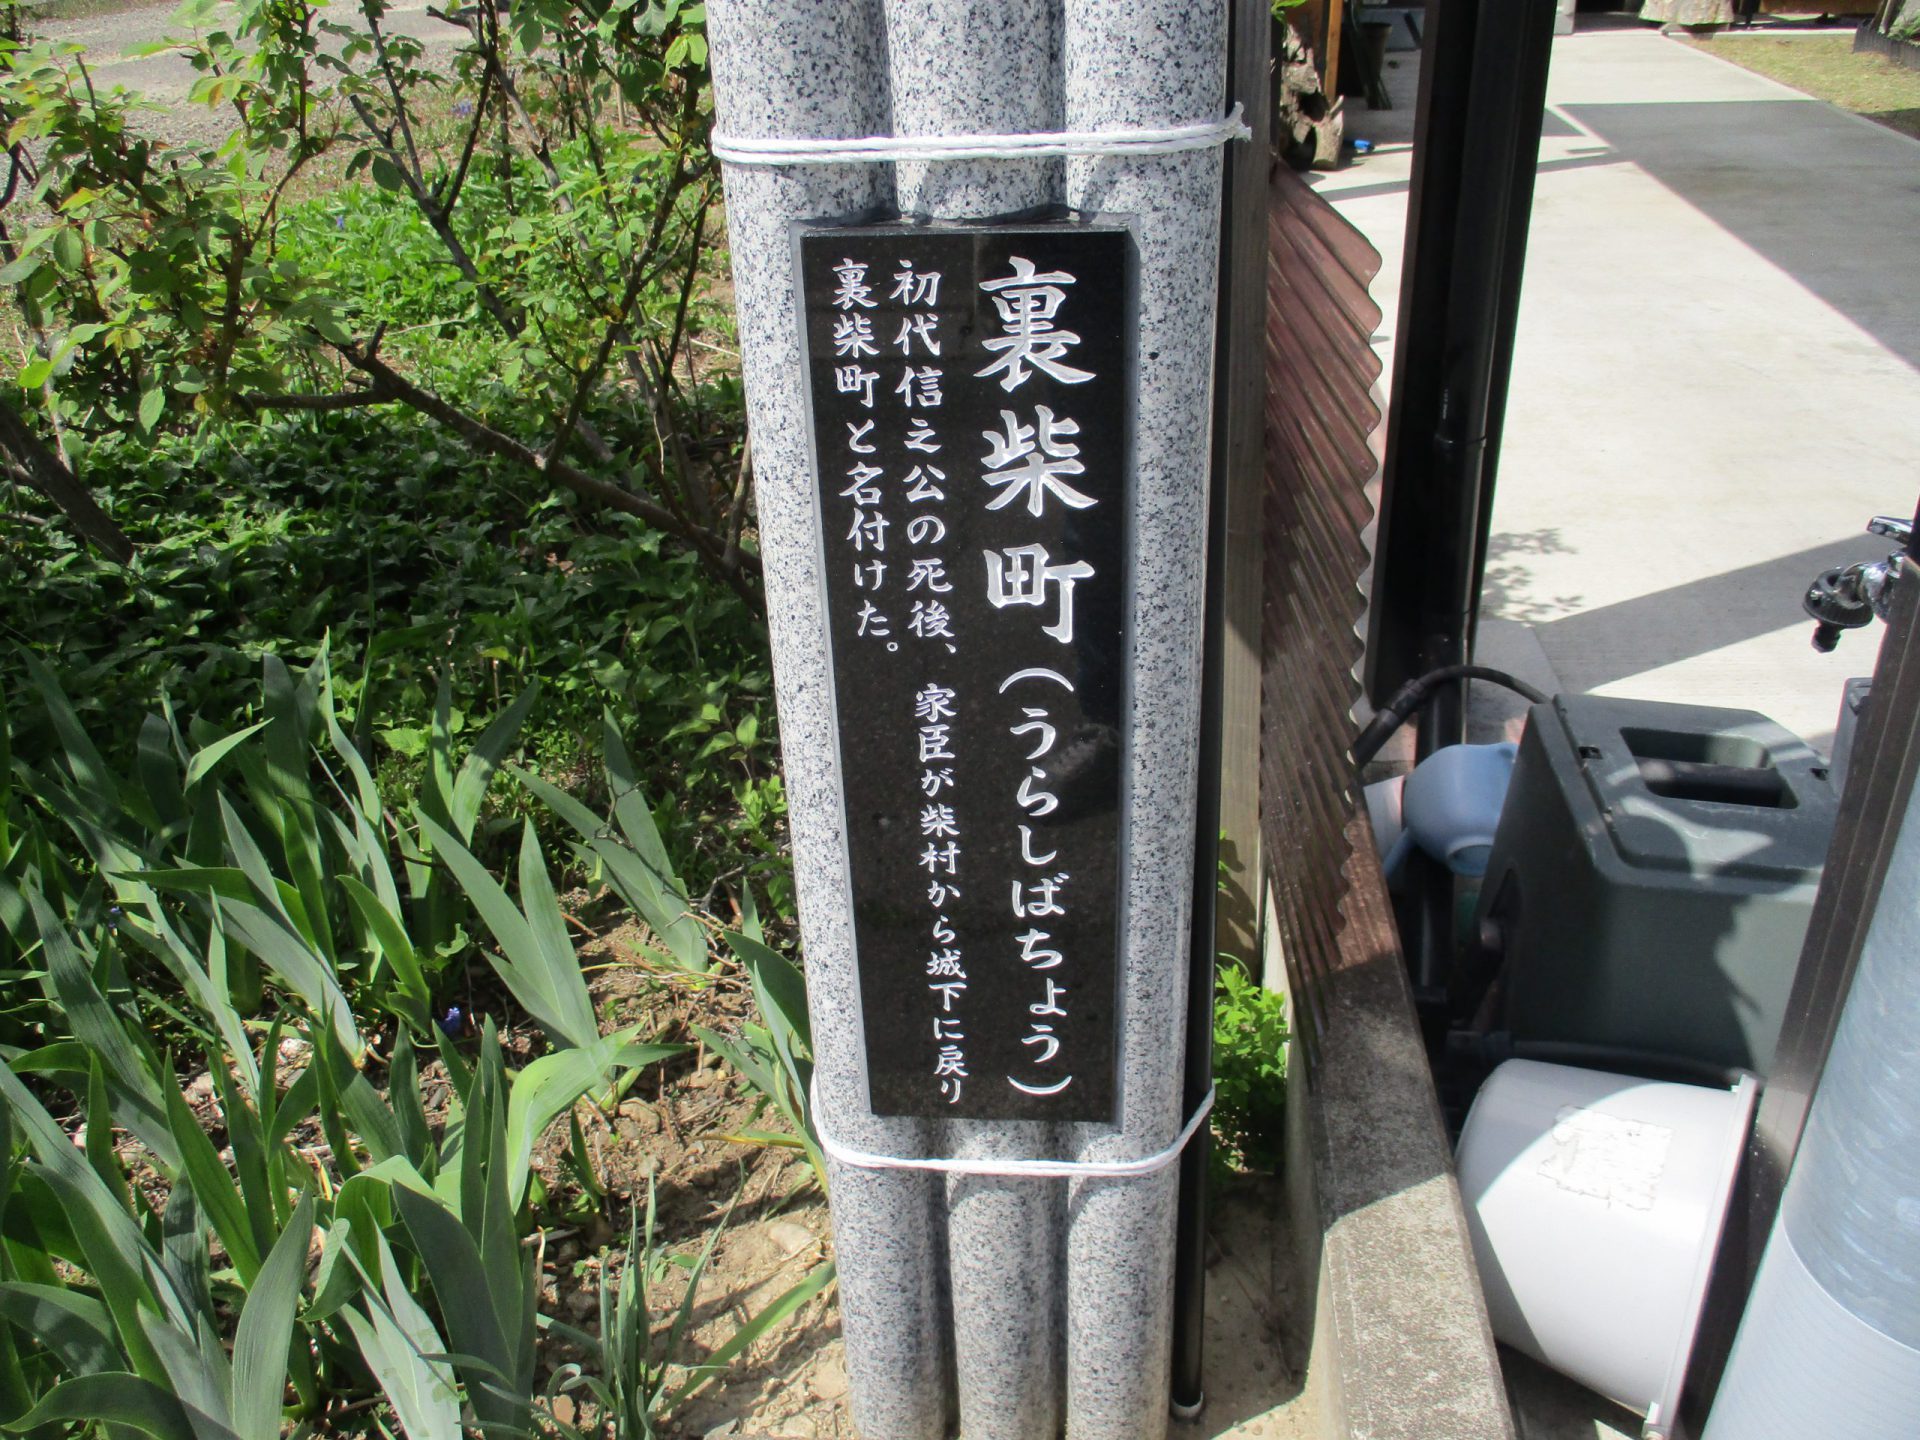 裏柴町(うらしばちょう)
初代信之公の死後、家臣が柴村から城下に戻り
裏柴町と名付けた。